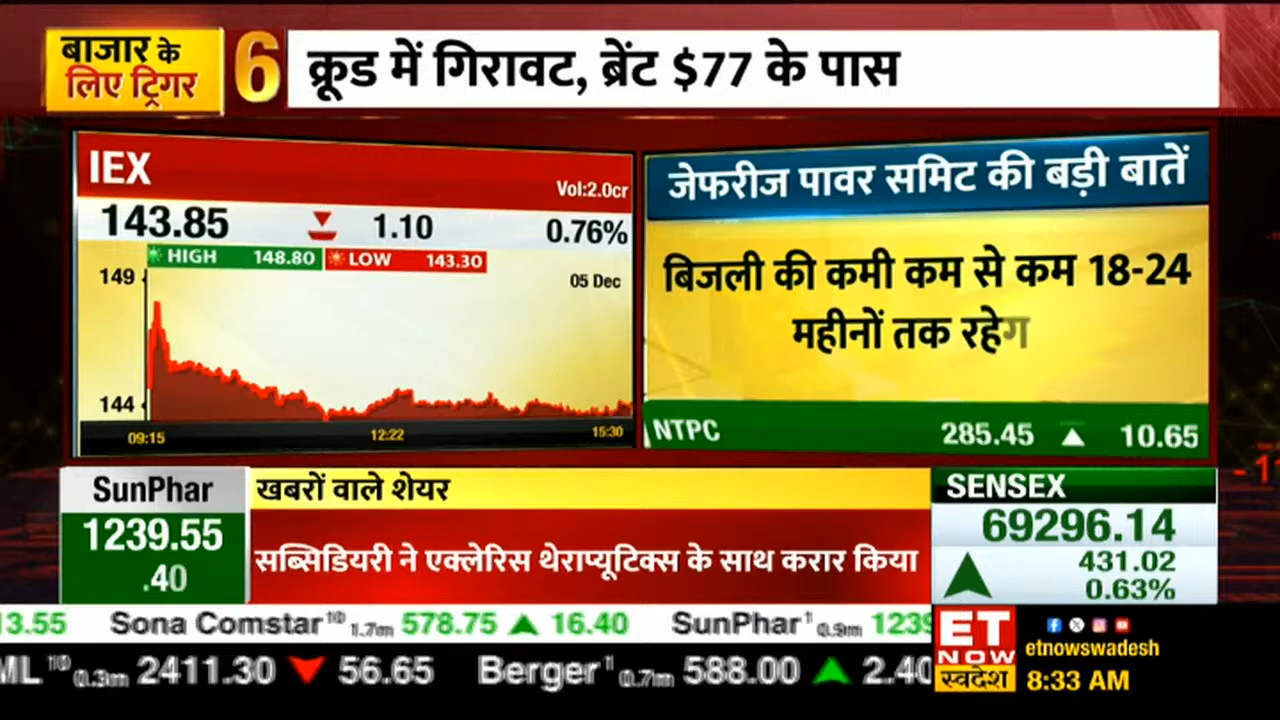 बाजार के
लिए ट्रिगर
6
क्रूड में गिरावट, ब्रेंट $77 के पास
IEX
Vol:2.0cr
143.85 1.10 0.76%
HIGH 148.80 LOW 143.30
05 Dec
149
144
09:15 12:22 15:30
जेफरीज पावर समिट की बड़ी बातें
बिजली की कमी कम से कम 18-24
महीनों तक रहेग
NTPC 285.45 10.65
SunPhar
1239.55
.40
खबरों वाले शेयर
सब्सिडियरी ने एक्लेरिस थेराप्यूटिक्स के साथ करार किया
SENSEX
69296.14
431.02
0.63%
3.55 Sona Comstar 1.7m 578.75 16.40 SunPhar 0.9m 1239
ML 0.3m 2411.30 56.65 Berger 0.7m 588.00 2.40
ET
NOW
स्वदेश
etnowswadesh
8:33 AM